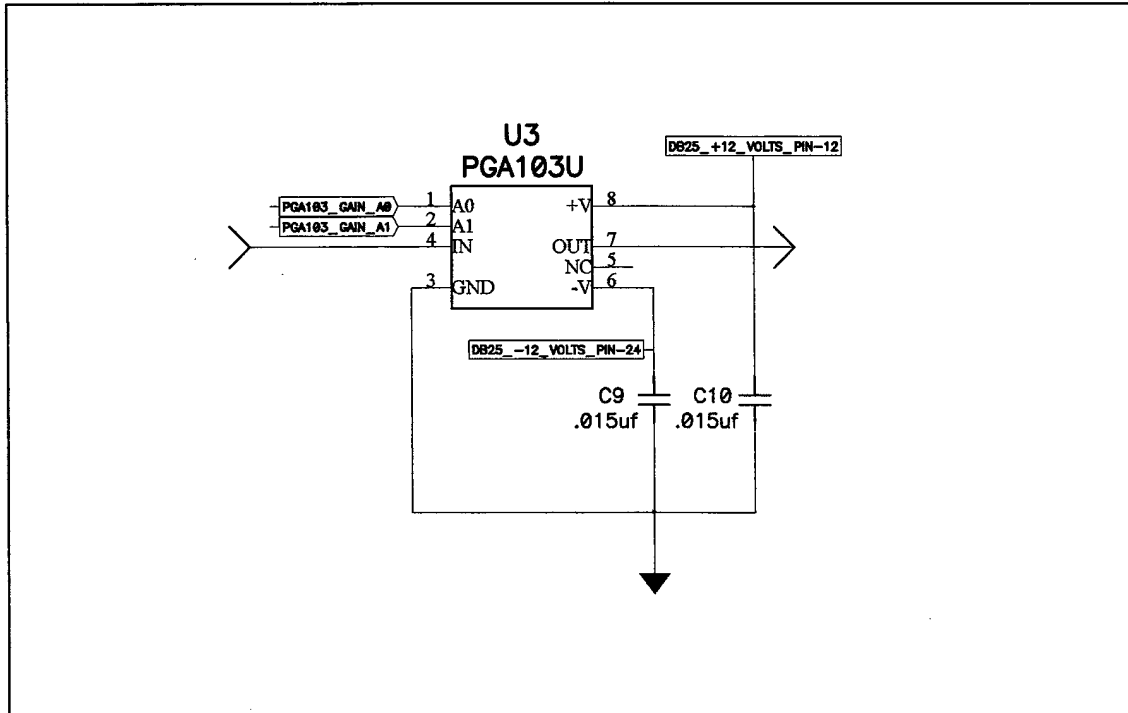 U3
PGA103U
DB25_+12_VOLTS_PIN-12
PGA103_GAIN_A0 1 A0 +V 8
PGA103_GAIN_A1 2 A1
4 IN OUT 7
NC 5
3 GND -V 6
DB25_-12_VOLTS_PIN-24
C9 C10
.015uf .015uf